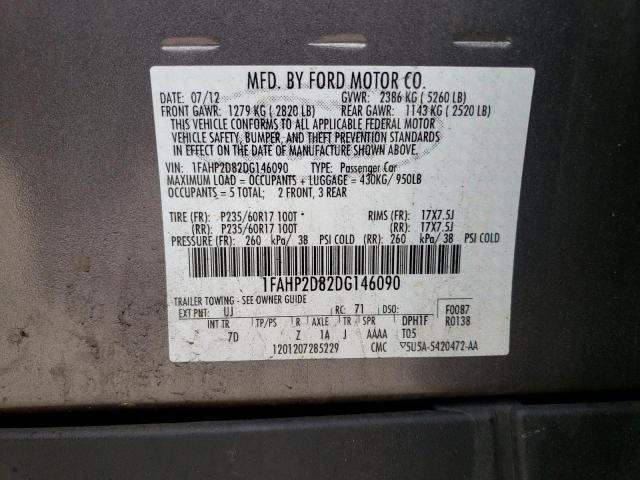 MFD. BY FORD MOTOR CO.
DATE: 07/12 GVWR: 2386 KG ( 5260 LB)
FRONT GAWR: 1279 KG ( 2820 LB) REAR GAWR: 1143 KG ( 2520 LB)
THIS VEHICLE CONFORMS TO ALL APPLICABLE FEDERAL MOTOR
VEHICLE SAFETY, BUMPER, AND THEFT PREVENTION STANDARDS
IN EFFECT ON THE DATE OF MANUFACTURE SHOWN ABOVE.
VIN: 1FAHP2D82DG146090 TYPE: Passenger Car
MAXIMUM LOAD = OCCUPANTS + LUGGAGE = 430KG/ 950LB
OCCUPANTS = 5 TOTAL; 2 FRONT, 3 REAR
TIRE (FR): P235/60R17 100T * RIMS (FR): 17X7.5J
(RR): P235/60R17 100T (RR): 17X7.5J
PRESSURE (FR): 260 kPa/ 38 PSI COLD (RR): 260 kPa/ 38 PSI COLD
1FAHP2D82DG146090
TRAILER TOWING - SEE OWNER GUIDE
EXT PNT: UJ RC: 71 DSO: F00B7
INT TR TP/PS R AXLE TR SPR DPH1F R0138
7D Z 1A J AAAA T05
1201207285229 CMC 5U5A-5420472-AA